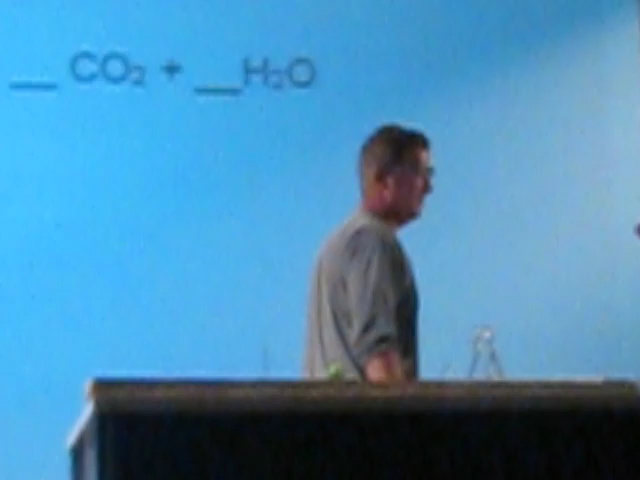 __ CO₂ + __H₂O